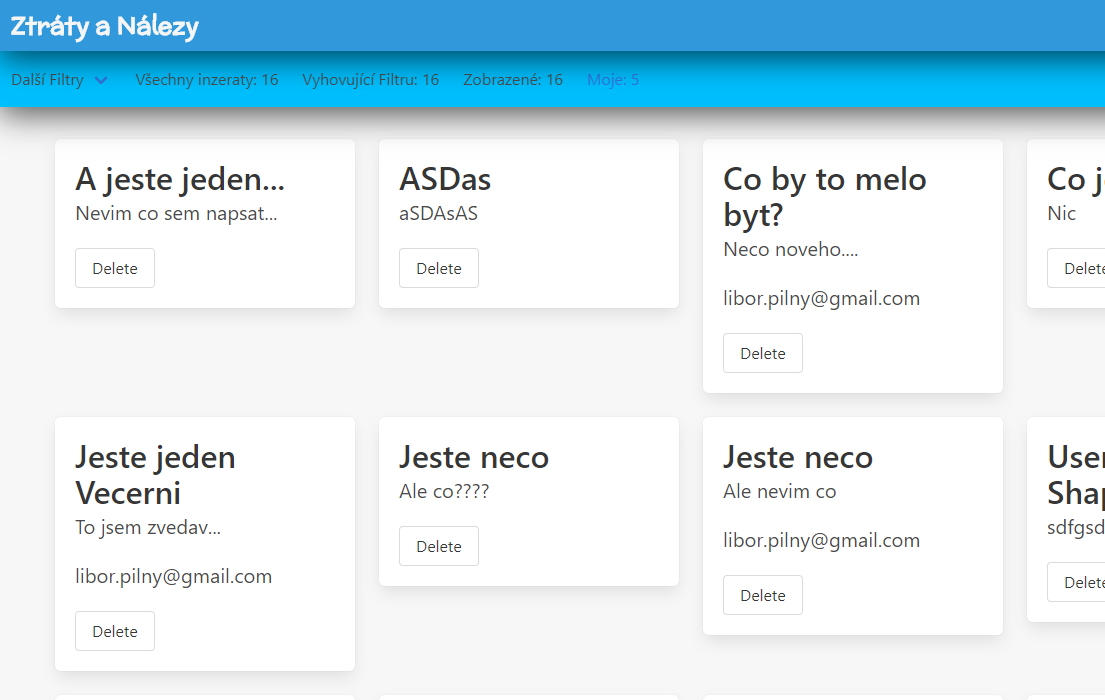 Ztráty a Nálezy
Další Filtry
Všechny inzeraty: 16
Vyhovující Filtru: 16
Zobrazené: 16
Moje: 5
A jeste jeden...
Nevim co sem napsat...
Delete
ASDas
aSDAsAS
Delete
Co by to melo
byt?
Neco noveho....
libor.pilny@gmail.com
Delete
Co j
Nic
Delete
Jeste jeden
Vecerni
To jsem zvedav...
libor.pilny@gmail.com
Delete
Jeste neco
Ale co????
Delete
Jeste neco
Ale nevim co
libor.pilny@gmail.com
Delete
User
Shap
sdfgsd
Delete